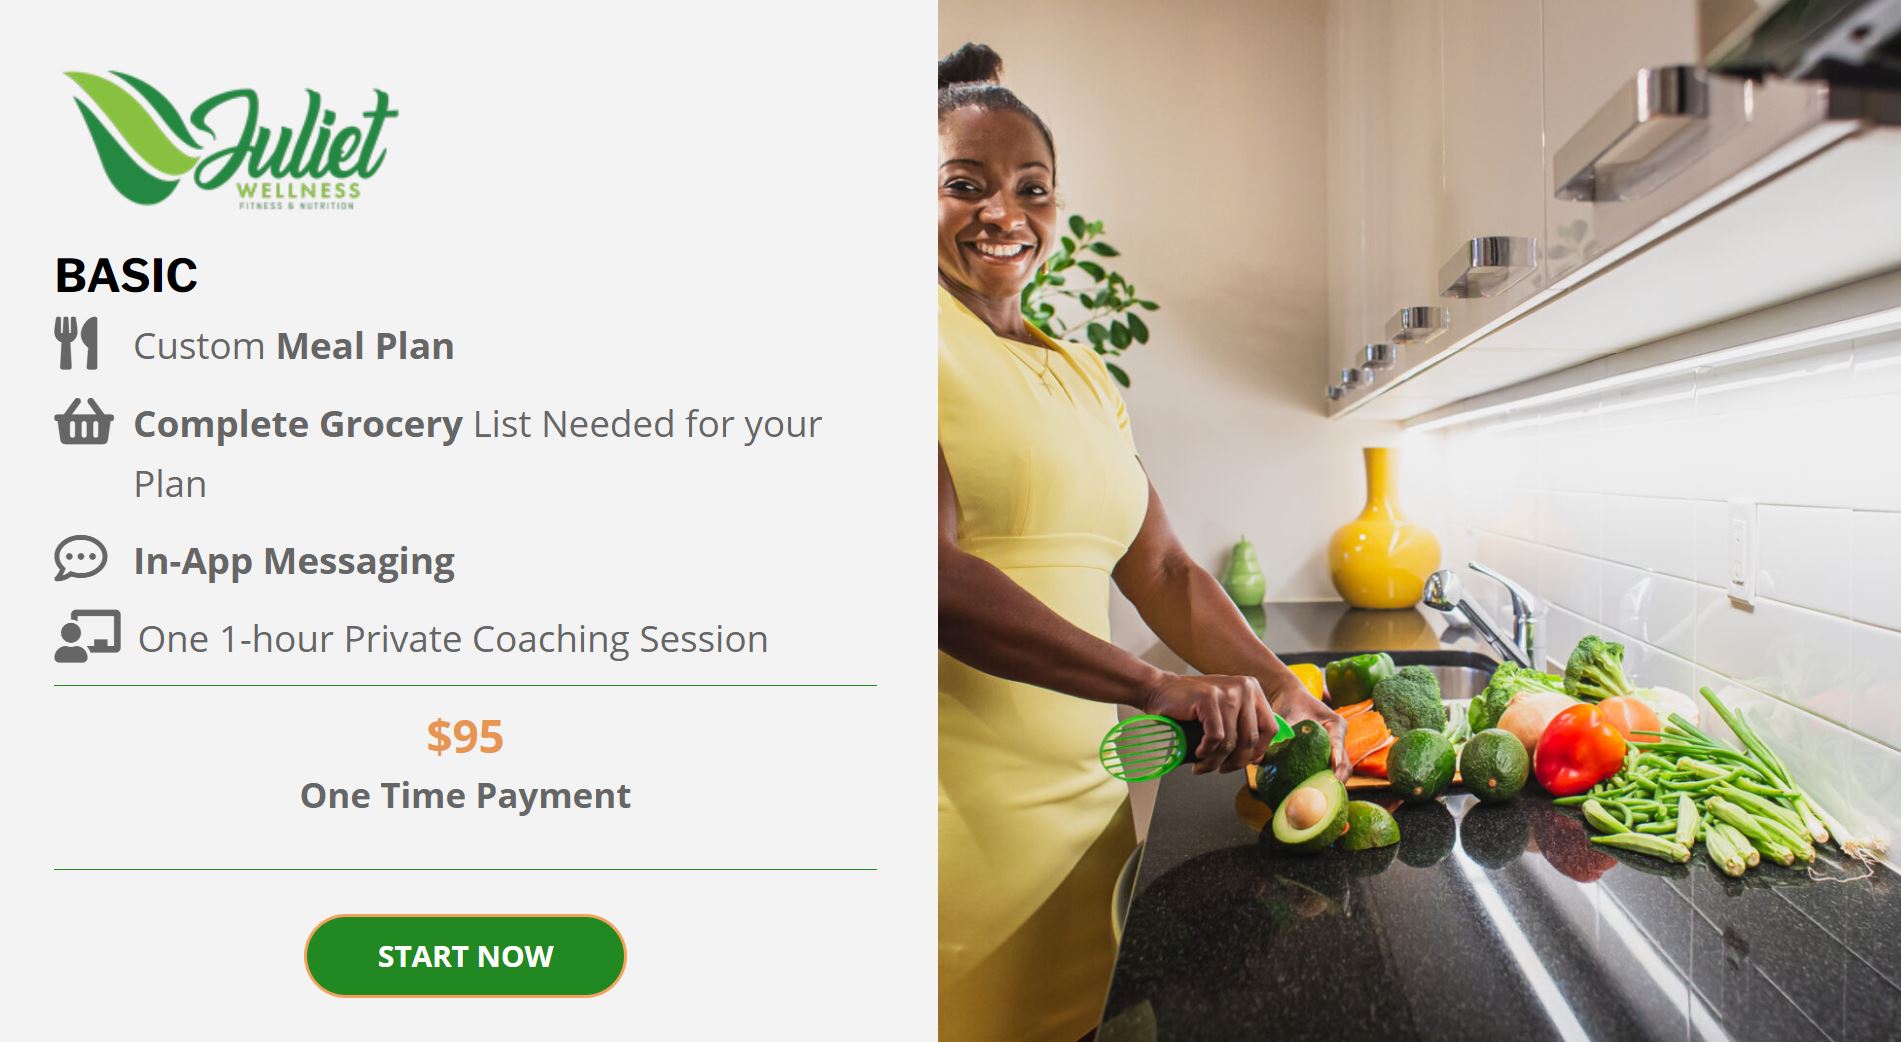 Juliet
WELLNESS
FITNESS & NUTRITION
BASIC
Custom Meal Plan
Complete Grocery List Needed for your
Plan
In-App Messaging
One 1-hour Private Coaching Session
$95
One Time Payment
START NOW